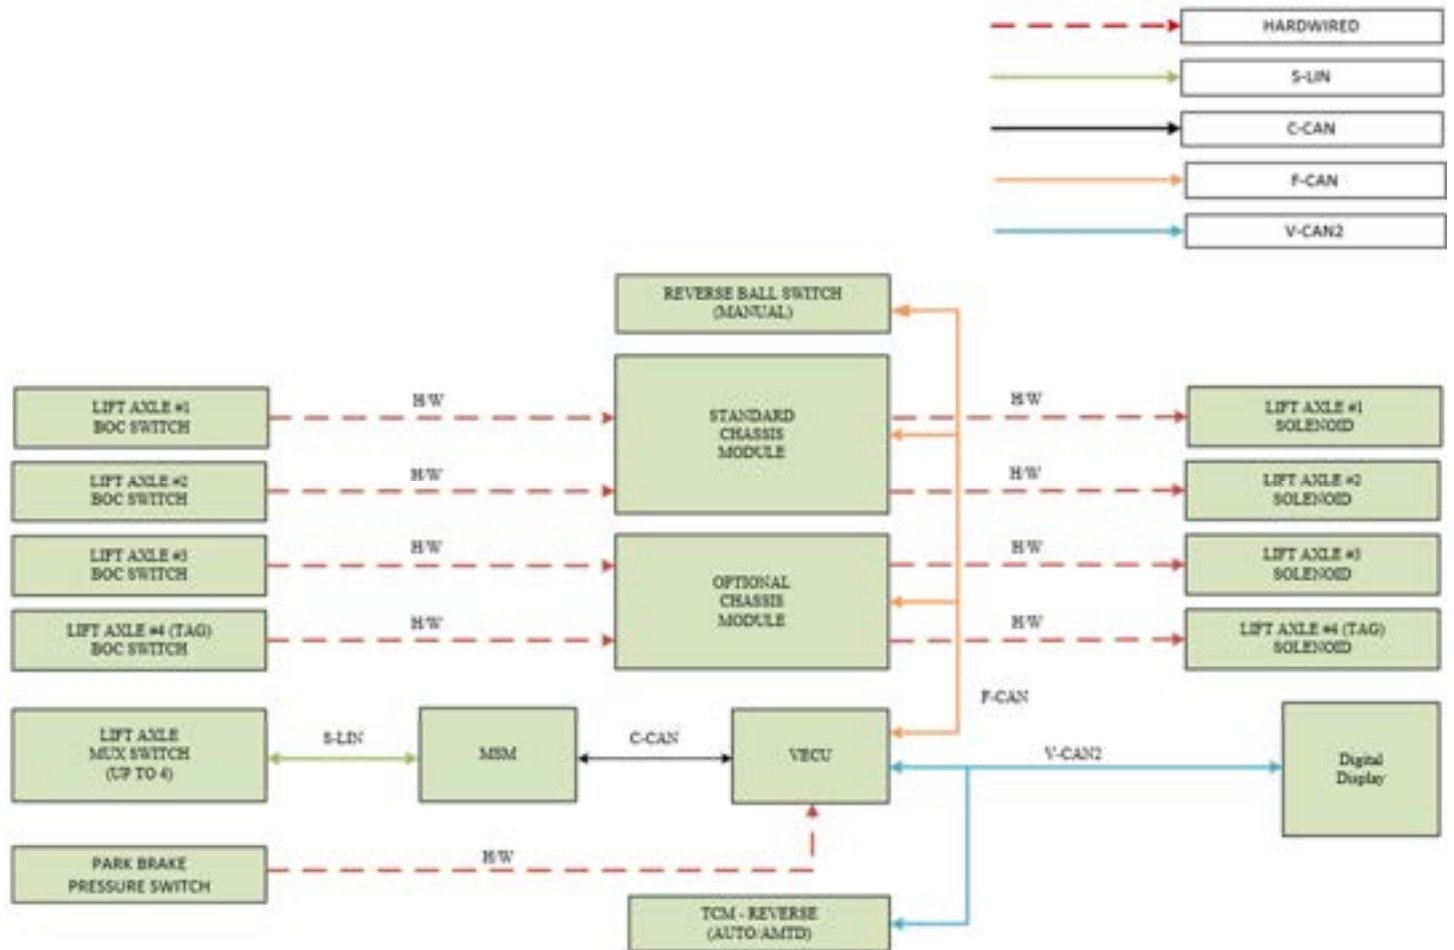 HARDWIRED
S-LIN
C-CAN
F-CAN
V-CAN2
REVERSE BALL SWITCH
(MANUAL)
LIFT AXLE #1
BOC SWITCH
H/W
STANDARD
CHASSIS
MODULE
H/W
LIFT AXLE #1
SOLENOID
LIFT AXLE #2
BOC SWITCH
H/W
H/W
LIFT AXLE #2
SOLENOID
LIFT AXLE #3
BOC SWITCH
H/W
OPTIONAL
CHASSIS
MODULE
H/W
LIFT AXLE #3
SOLENOID
LIFT AXLE #4 (TAG)
BOC SWITCH
H/W
H/W
LIFT AXLE #4 (TAG)
SOLENOID
F-CAN
LIFT AXLE
MUX SWITCH
(UP TO 4)
S-LIN
MSM
C-CAN
VECU
V-CAN2
Digital
Display
PARK BRAKE
PRESSURE SWITCH
H/W
TCM - REVERSE
(AUTO/AMTD)